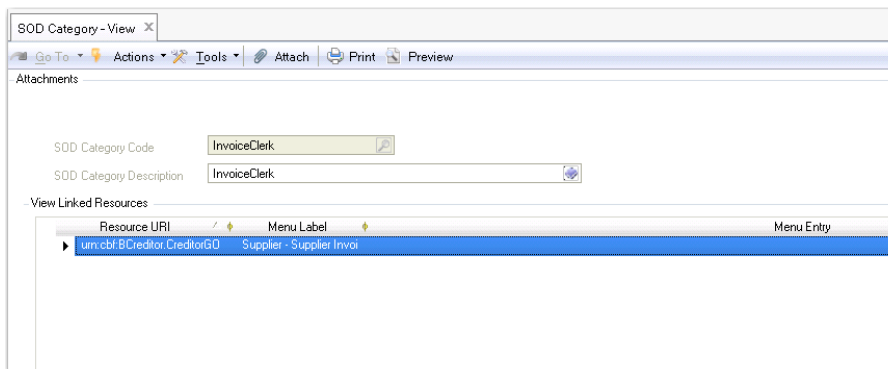 SOD Category - View
Go To Actions Tools Attach Print Preview
Attachments
SOD Category Code InvoiceClerk
SOD Category Description InvoiceClerk
View Linked Resources
Resource URI Menu Label Menu Entry
urn:cbf:BCreditor.CreditorGO Supplier - Supplier Invoi